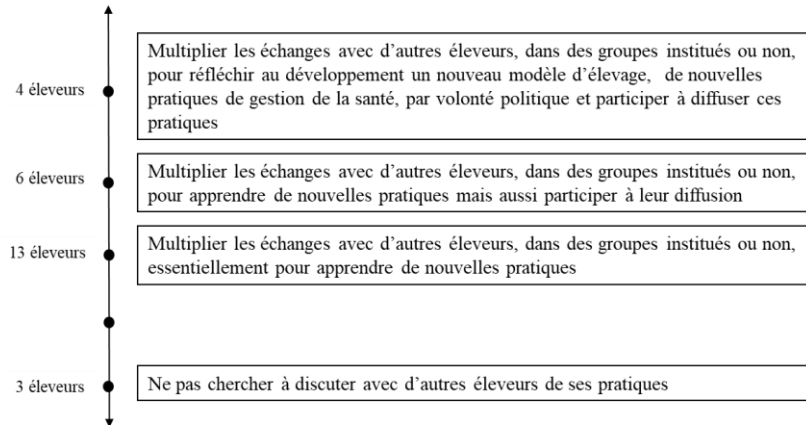 4 éleveurs
Multiplier les échanges avec d'autres éleveurs, dans des groupes institués ou non,
pour réfléchir au développement un nouveau modèle d'élevage, de nouvelles
pratiques de gestion de la santé, par volonté politique et participer à diffuser ces
pratiques
6 éleveurs
Multiplier les échanges avec d'autres éleveurs, dans des groupes institués ou non,
pour apprendre de nouvelles pratiques mais aussi participer à leur diffusion
13 éleveurs
Multiplier les échanges avec d'autres éleveurs, dans des groupes institués ou non,
essentiellement pour apprendre de nouvelles pratiques
3 éleveurs
Ne pas chercher à discuter avec d'autres éleveurs de ses pratiques